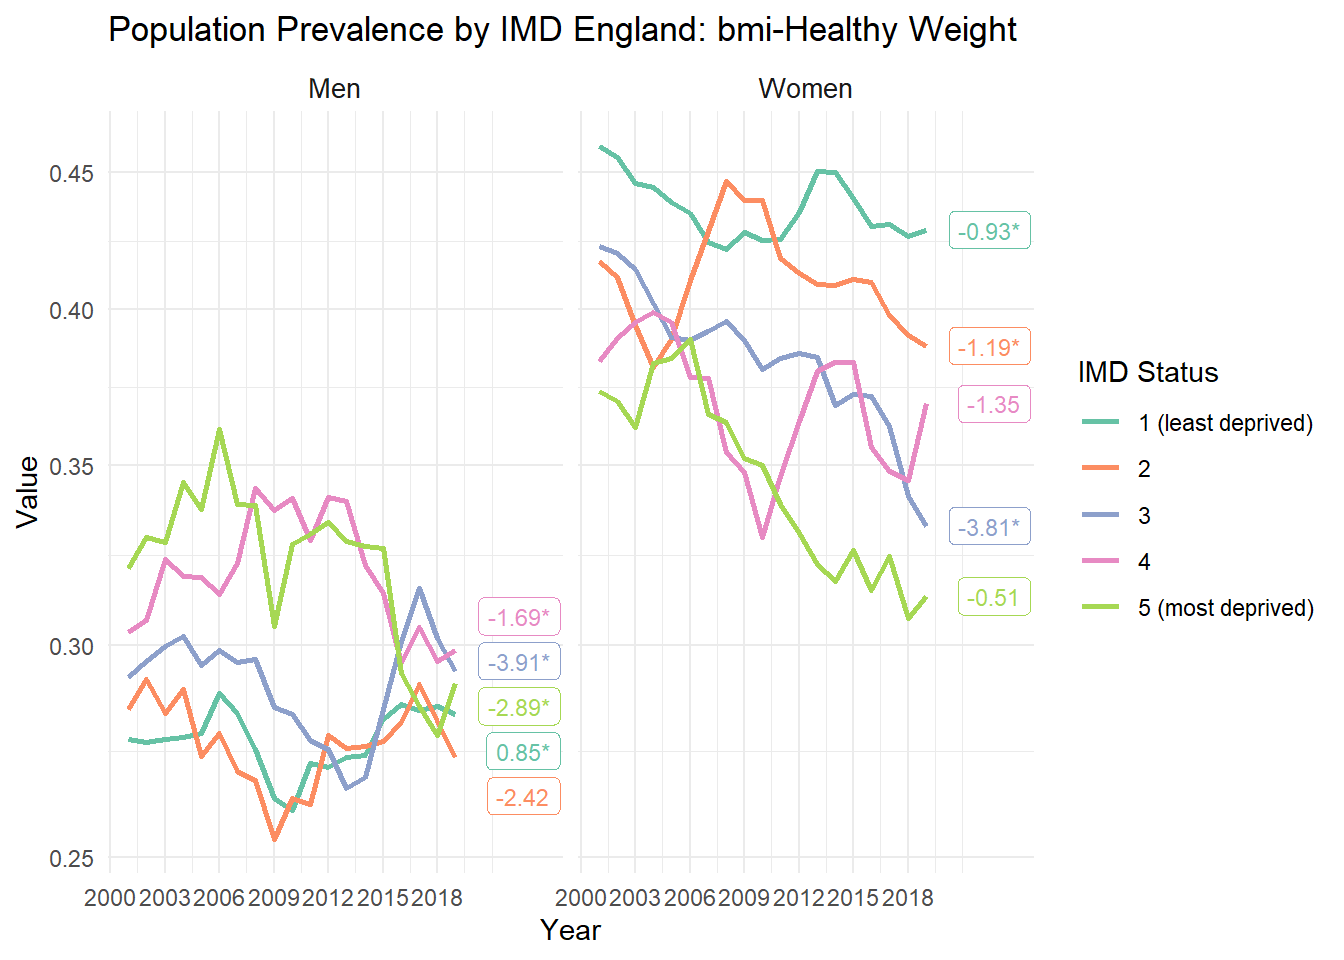 Population Prevalence by IMD England: bmi-Healthy Weight
Men
Women
Value
0.45
0.40
0.35
0.30
0.25
-1.69*
-3.91*
-2.89*
0.85*
-2.42
-0.93*
-1.19*
-1.35
-3.81*
-0.51
2000 2003 2006 2009 2012 2015 2018
2000 2003 2006 2009 2012 2015 2018
Year
IMD Status
1 (least deprived)
2
3
4
5 (most deprived)